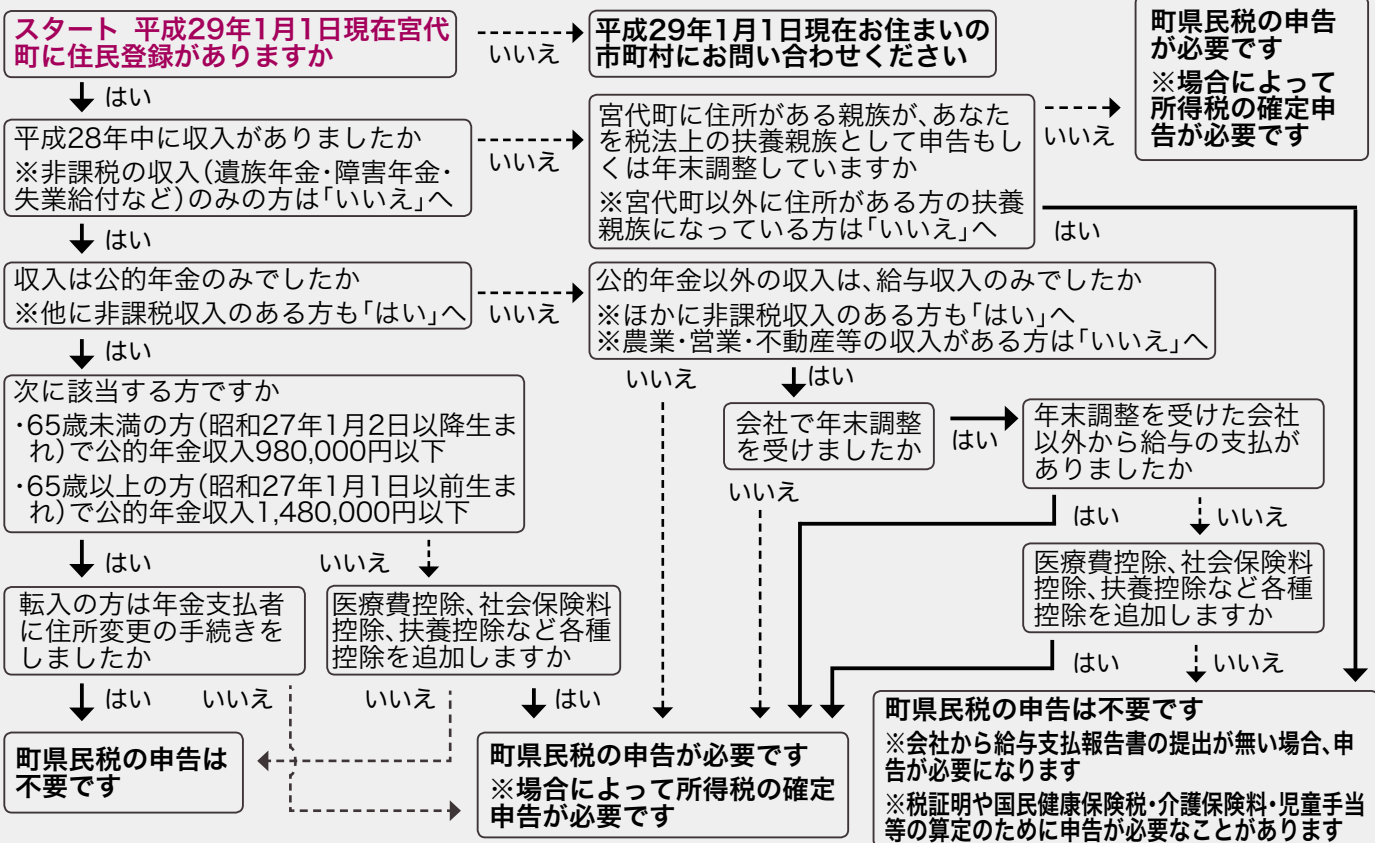 スタート 平成29年1月1日現在宮代
町に住民登録がありますか
いいえ
平成29年1月1日現在お住まいの
市町村にお問い合わせください
町県民税の申告
が必要です
※場合によって
所得税の確定申
告が必要です
はい
平成28年中に収入がありましたか
※非課税の収入(遺族年金・障害年金・
失業給付など)のみの方は「いいえ」へ
いいえ
宮代町に住所がある親族が、あなた
を税法上の扶養親族として申告もし
くは年末調整していますか
※宮代町以外に住所がある方の扶養
親族になっている方は「いいえ」へ
いいえ
はい
はい
収入は公的年金のみでしたか
※他に非課税収入のある方も「はい」へ
いいえ
公的年金以外の収入は、給与収入のみでしたか
※ほかに非課税収入のある方も「はい」へ
※農業・営業・不動産等の収入がある方は「いいえ」へ
はい
いいえ
はい
次に該当する方ですか
・65歳未満の方(昭和27年1月2日以降生ま
れ)で公的年金収入980,000円以下
・65歳以上の方(昭和27年1月1日以前生ま
れ)で公的年金収入1,480,000円以下
会社で年末調整
を受けましたか
はい
年末調整を受けた会社
以外から給与の支払が
ありましたか
いいえ
はい
いいえ
はい
いいえ
医療費控除、社会保険料
控除、扶養控除など各種
控除を追加しますか
転入の方は年金支払者
に住所変更の手続きを
しましたか
医療費控除、社会保険料
控除、扶養控除など各種
控除を追加しますか
はい
いいえ
はい
いいえ
いいえ
はい
町県民税の申告は
不要です
町県民税の申告が必要です
※場合によって所得税の確定
申告が必要です
町県民税の申告は不要です
※会社から給与支払報告書の提出が無い場合、申
告が必要になります
※税証明や国民健康保険税・介護保険料・児童手当
等の算定のために申告が必要なことがあります